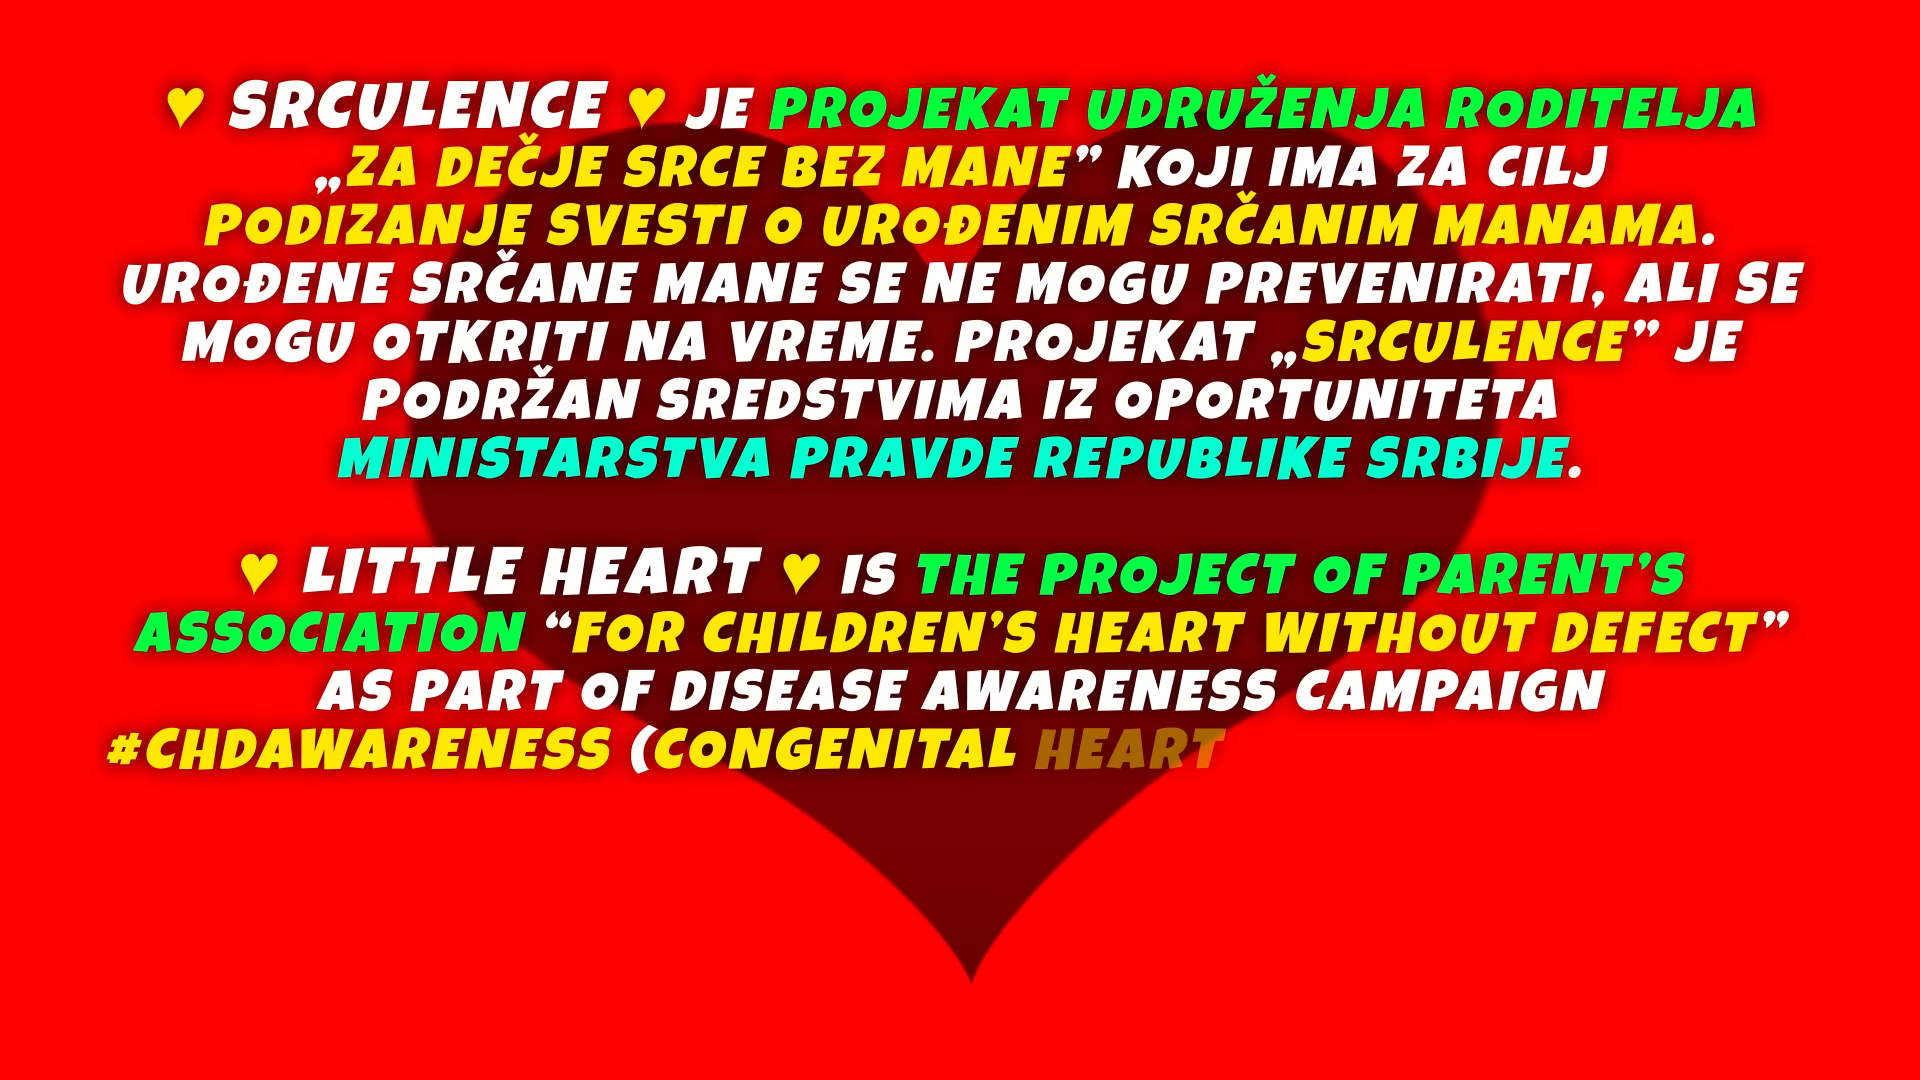 ♥ SRCULENCE ♥ JE PROJEKAT UDRUŽENJA RODITELJA
„ZA DEČJE SRCE BEZ MANE” KOJI IMA ZA CILJ
PODIZANJE SVESTI O UROĐENIM SRČANIM MANAMA.
UROĐENE SRČANE MANE SE NE MOGU PREVENIRATI, ALI SE
MOGU OTKRITI NA VREME. PROJEKAT „SRCULENCE” JE
PODRŽAN SREDSTVIMA IZ OPORTUNITETA
MINISTARSTVA PRAVDE REPUBLIKE SRBIJE.
♥ LITTLE HEART ♥ IS THE PROJECT OF PARENT’S
ASSOCIATION “FOR CHILDREN’S HEART WITHOUT DEFECT”
AS PART OF DISEASE AWARENESS CAMPAIGN
#CHDAWARENESS (CONGENITAL HEART